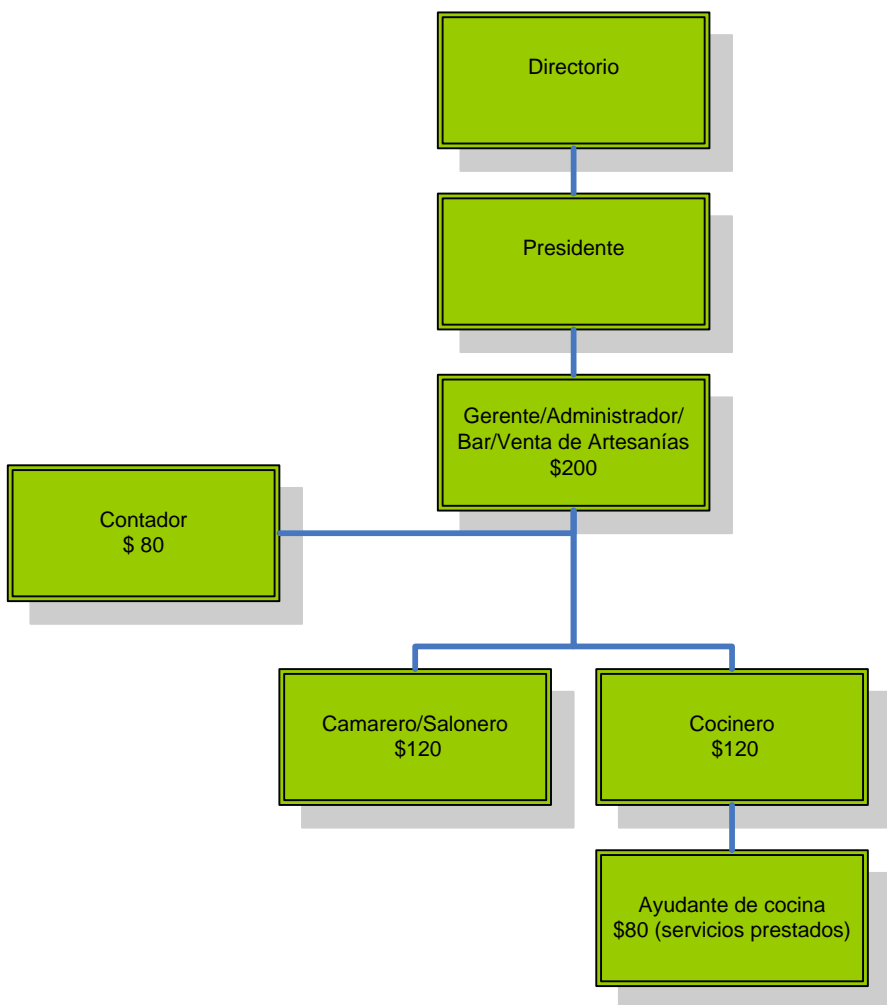 Directorio
Presidente
Gerente/Administrador/
Bar/Venta de Artesanías
$200
Contador
$ 80
Camarero/Salonero
$120
Cocinero
$120
Ayudante de cocina
$80 (servicios prestados)